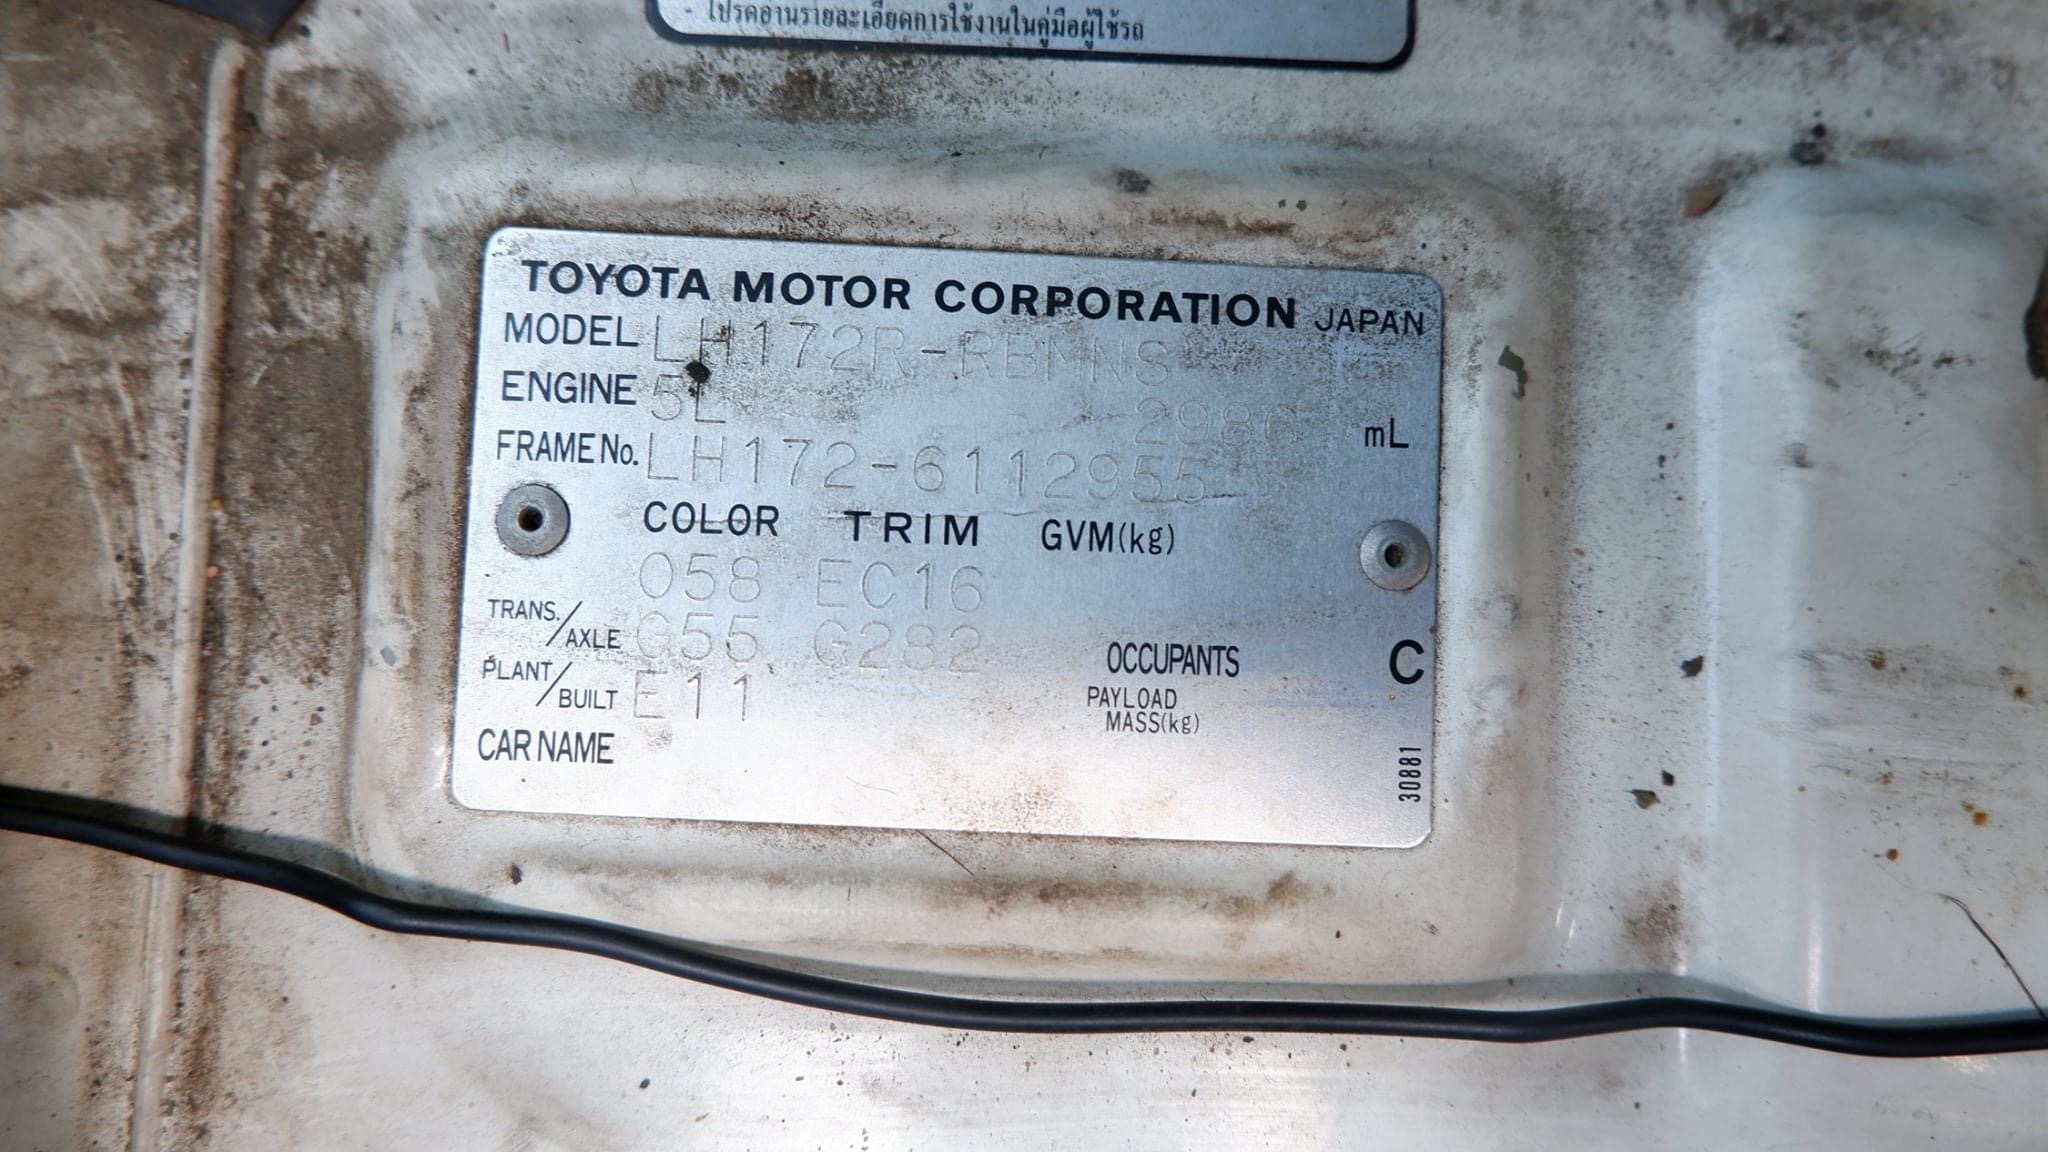 - โปรดอ่านรายละเอียดการใช้งานในคู่มือผู้ใช้รถ
TOYOTA MOTOR CORPORATION JAPAN
MODEL LH172R-RBMNS
ENGINE 5L 2986 mL
FRAME No. LH172-6112955
COLOR TRIM GVM(kg)
058 EC16
TRANS./AXLE G55 G282 OCCUPANTS C
PLANT/BUILT E11 PAYLOAD MASS(kg)
CAR NAME
30881